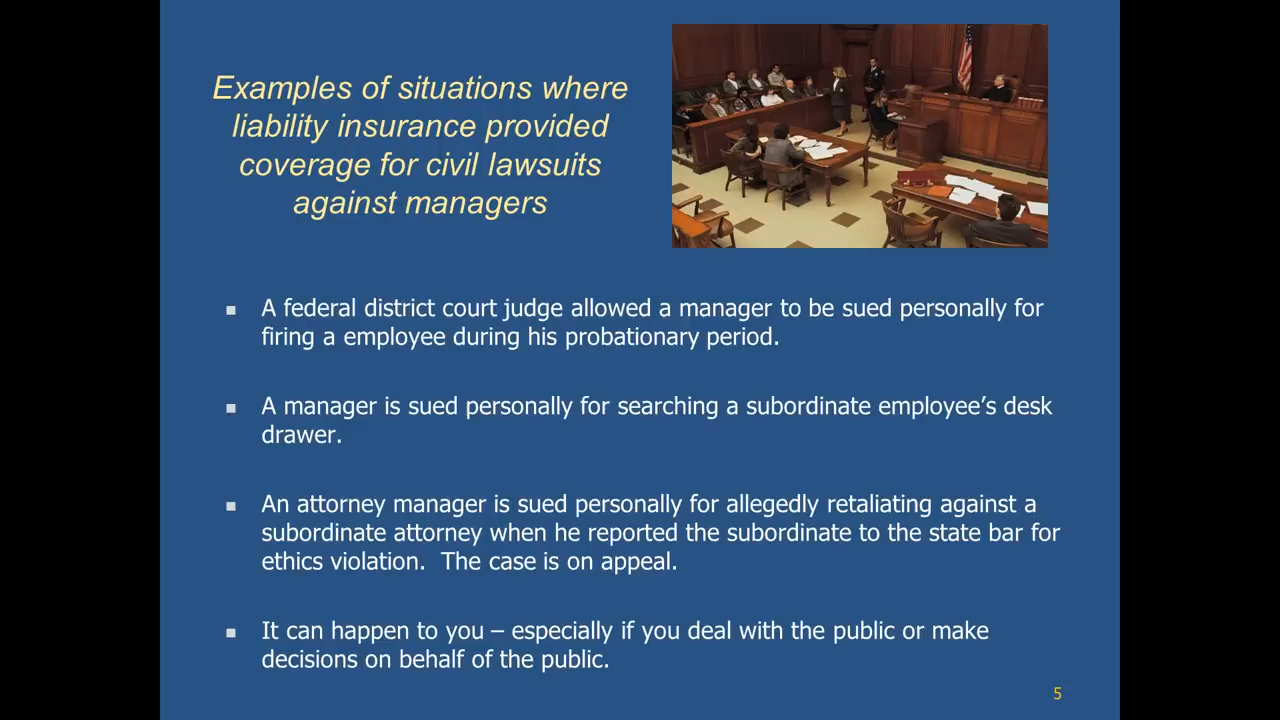 Examples of situations where
liability insurance provided
coverage for civil lawsuits
against managers
▪ A federal district court judge allowed a manager to be sued personally for
firing a employee during his probationary period.
▪ A manager is sued personally for searching a subordinate employee’s desk
drawer.
▪ An attorney manager is sued personally for allegedly retaliating against a
subordinate attorney when he reported the subordinate to the state bar for
ethics violation.  The case is on appeal.
▪ It can happen to you – especially if you deal with the public or make
decisions on behalf of the public.
5